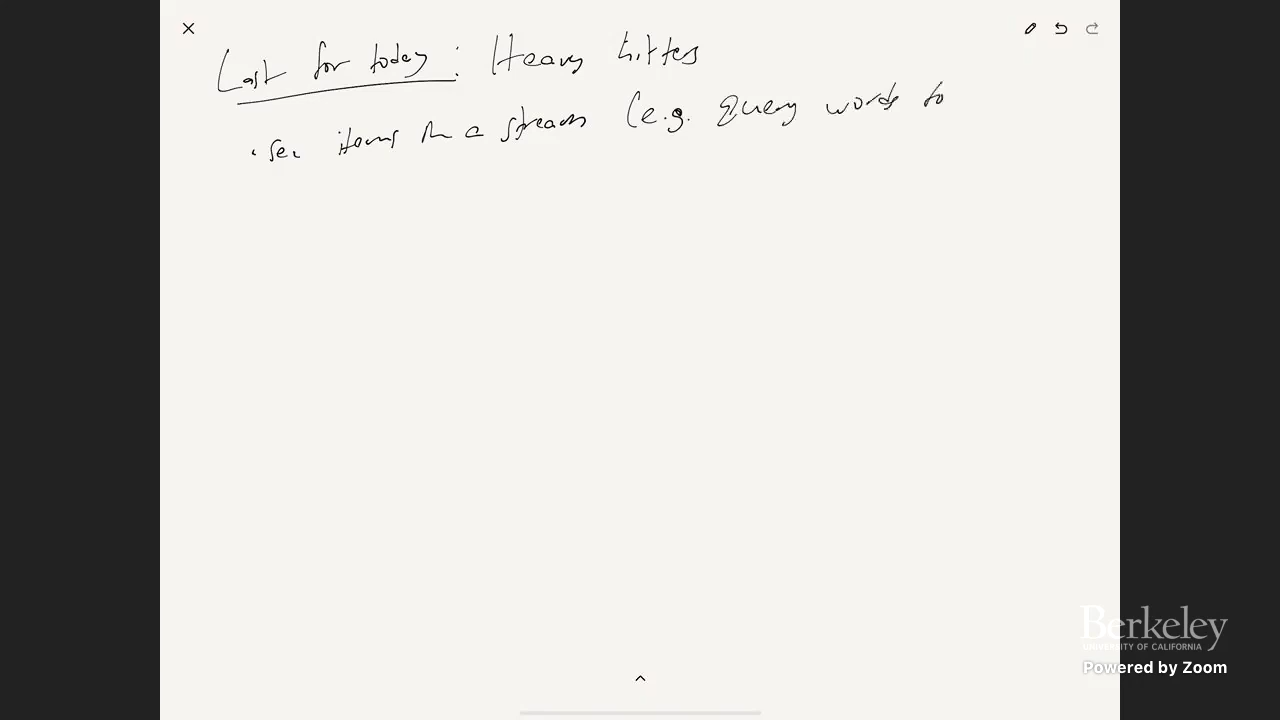 Last for today: Heavy hitters
• see items in a stream (e.g. query words to
Berkeley
UNIVERSITY OF CALIFORNIA
Powered by Zoom